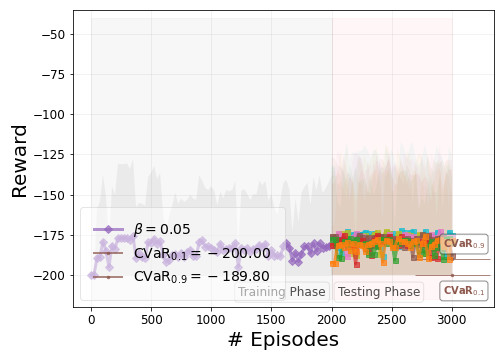 −50
−75
−100
−125
−150
−175
−200
Reward
β = 0.05
CVaR0.1 = −200.00
CVaR0.9 = −189.80
Training Phase
Testing Phase
CVaR0.9
CVaR0.1
0 500 1000 1500 2000 2500 3000
# Episodes